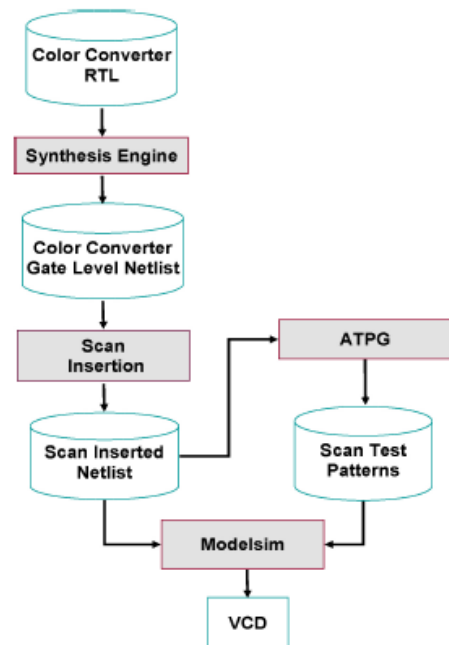 Color Converter
RTL
Synthesis Engine
Color Converter
Gate Level Netlist
Scan
Insertion
ATPG
Scan Inserted
Netlist
Scan Test
Patterns
Modelsim
VCD